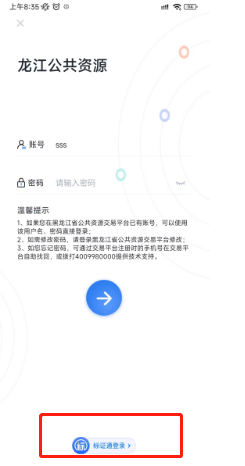 上午8:35
龙江公共资源
账号 sss
密码 请输入密码
温馨提示
1、如果您在黑龙江省公共资源交易平台已有账号，可以使
用该用户名、密码直接登录；
2、如需修改密码，请登录黑龙江省公共资源交易平台修改；
3、如您忘记密码，可通过交易平台注册时的手机号在交易平
台自助找回，或拨打4009980000提供技术支持。
标证通登录 >